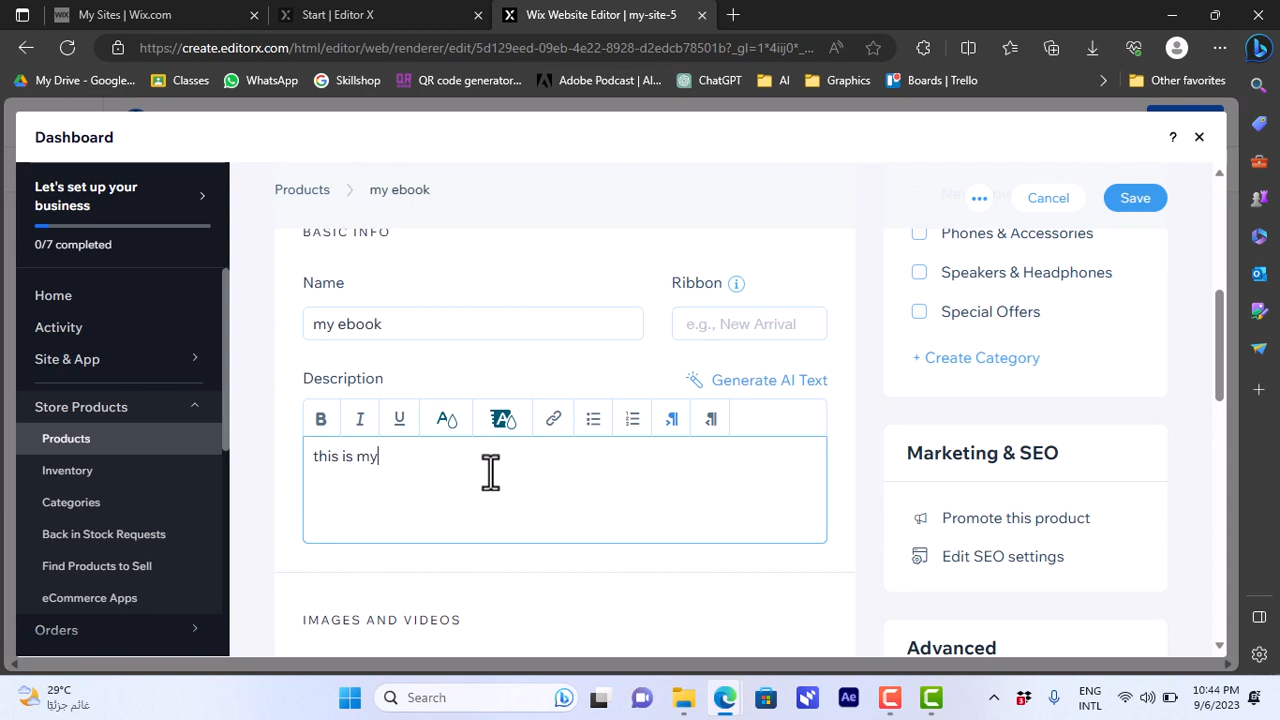 My Sites | Wix.com
Start | Editor X
Wix Website Editor | my-site-5
https://create.editorx.com/html/editor/web/renderer/edit/5d129eed-09eb-4e22-8928-d2edcb78501b?_gl=1*4iij0*_...
My Drive - Google...
Classes
WhatsApp
Skillshop
QR code generator...
Adobe Podcast | AI...
ChatGPT
AI
Graphics
Boards | Trello
Other favorites
Dashboard
?
Let's set up your
business
0/7 completed
Home
Activity
Site & App
Store Products
Products
Inventory
Categories
Back in Stock Requests
Find Products to Sell
eCommerce Apps
Orders
Products
my ebook
Cancel
Save
BASIC INFO
Name
Ribbon
my ebook
e.g., New Arrival
Description
Generate AI Text
B
I
U
this is my
IMAGES AND VIDEOS
Phones & Accessories
Speakers & Headphones
Special Offers
+ Create Category
Marketing & SEO
Promote this product
Edit SEO settings
Advanced
29°C
غائم جزئيًا
Search
Ae
ENG
INTL
10:44 PM
9/6/2023